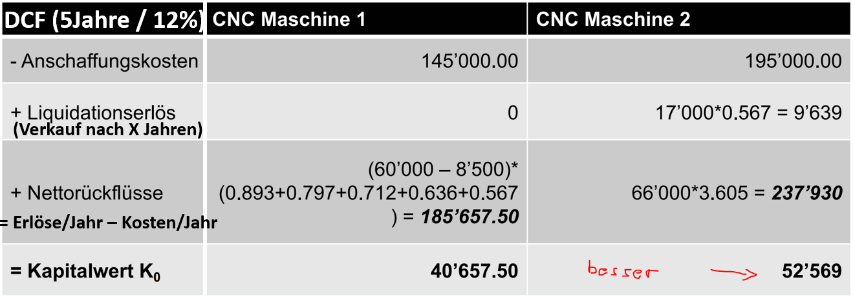 DCF (5Jahre / 12%) CNC Maschine 1 CNC Maschine 2
- Anschaffungskosten 145’000.00 195’000.00
+ Liquidationserlös 0 17’000*0.567 = 9’639
(Verkauf nach X Jahren)
(60’000 – 8’500)*
+ Nettorückflüsse (0.893+0.797+0.712+0.636+0.567 66’000*3.605 = 237’930
) = 185’657.50
= Erlöse/Jahr – Kosten/Jahr
= Kapitalwert K₀ 40’657.50 besser → 52’569